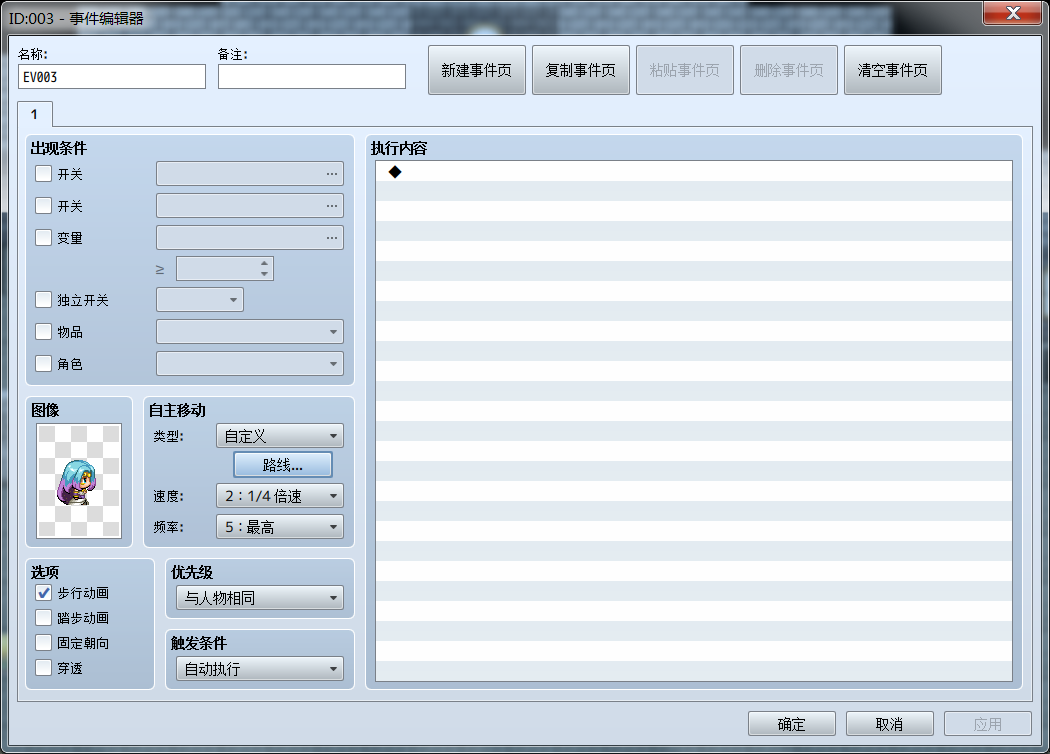 ID:003 - 事件编辑器
名称:
备注:
EV003
新建事件页
复制事件页
粘贴事件页
删除事件页
清空事件页
1
出现条件
开关
...
开关
...
变量
...
≥
独立开关
物品
角色
图像
自主移动
类型:
自定义
路线...
速度:
2：1/4 倍速
频率:
5：最高
选项
步行动画
踏步动画
固定朝向
穿透
优先级
与人物相同
触发条件
自动执行
执行内容
◆
确定
取消
应用